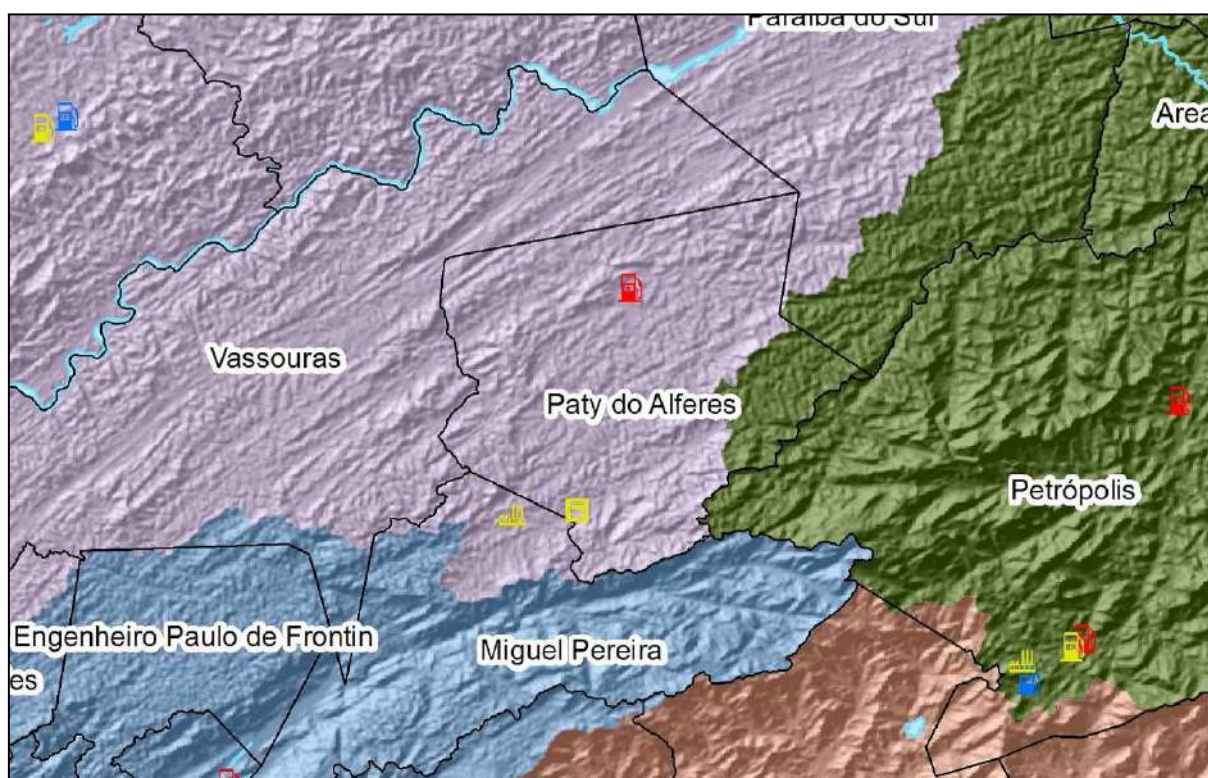 Paraíba do Sul
Area
Vassouras
Paty do Alferes
Petrópolis
Engenheiro Paulo de Frontin
Miguel Pereira
es